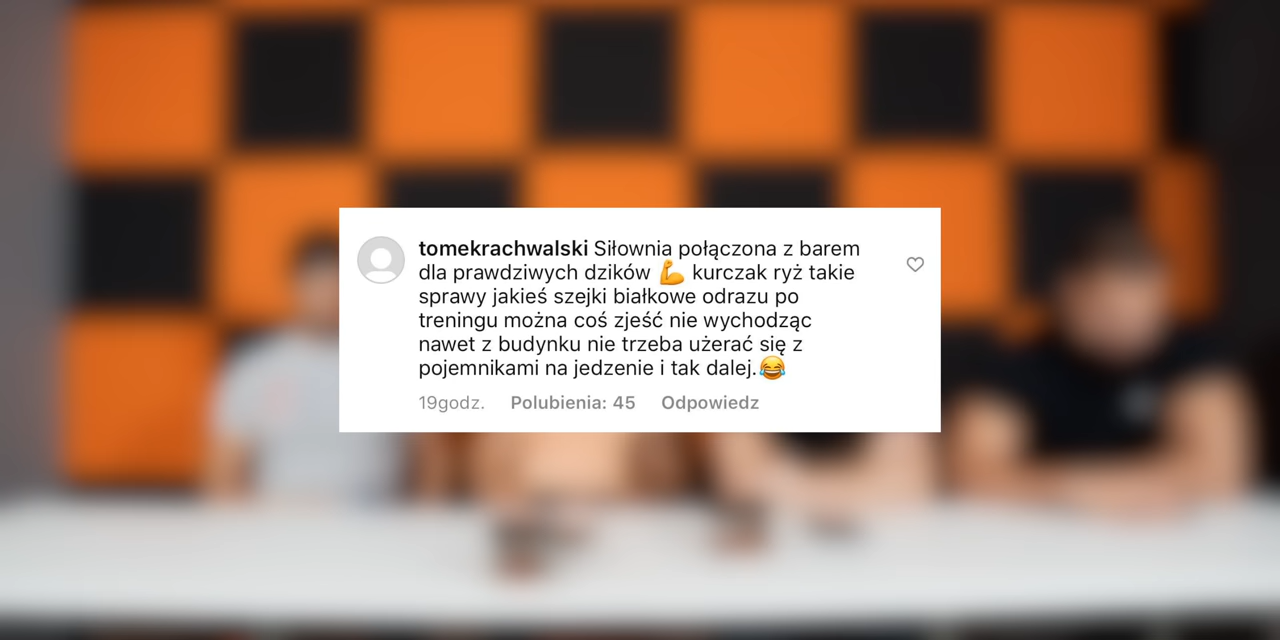 tomekrachwalski Siłownia połączona z barem
dla prawdziwych dzików 💪 kurczak ryż takie
sprawy jakieś szejki białkowe odrazu po
treningu można coś zjeść nie wychodząc
nawet z budynku nie trzeba użerać się z
pojemnikami na jedzenie i tak dalej.😂
19godz. Polubienia: 45 Odpowiedz